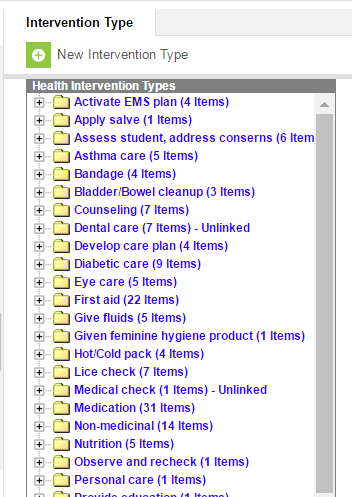 Intervention Type
New Intervention Type
Health Intervention Types
Activate EMS plan (4 Items)
Apply salve (1 Items)
Assess student, address conserns (6 Item
Asthma care (5 Items)
Bandage (4 Items)
Bladder/Bowel cleanup (3 Items)
Counseling (7 Items)
Dental care (7 Items) - Unlinked
Develop care plan (4 Items)
Diabetic care (9 Items)
Eye care (5 Items)
First aid (22 Items)
Give fluids (5 Items)
Given feminine hygiene product (1 Items)
Hot/Cold pack (4 Items)
Lice check (7 Items)
Medical check (1 Items) - Unlinked
Medication (31 Items)
Non-medicinal (14 Items)
Nutrition (5 Items)
Observe and recheck (1 Items)
Personal care (1 Items)
Provide education (1 Items)